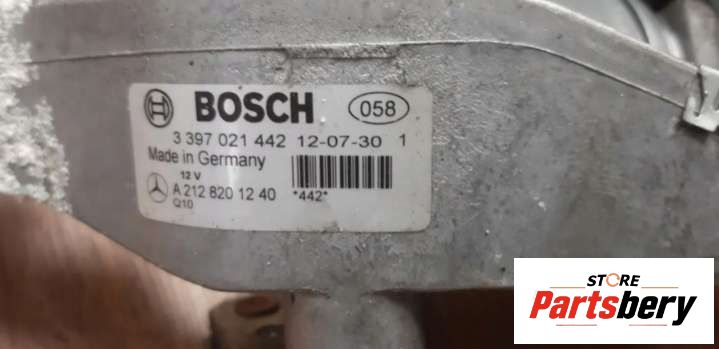 BOSCH 058
3 397 021 442 12-07-30 1
Made in Germany
12 V
A 212 820 12 40 *442*
Q10
STORE
Partsbery